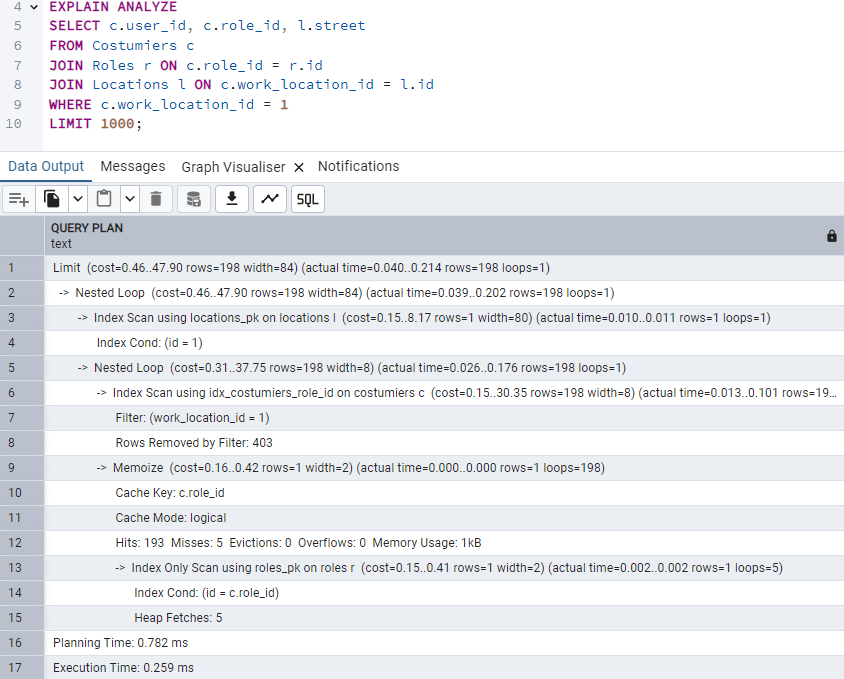 4 EXPLAIN ANALYZE
5 SELECT c.user_id, c.role_id, l.street
6 FROM Costumiers c
7 JOIN Roles r ON c.role_id = r.id
8 JOIN Locations l ON c.work_location_id = l.id
9 WHERE c.work_location_id = 1
10 LIMIT 1000;
Data Output Messages Graph Visualiser × Notifications
SQL
QUERY PLAN
text
1 Limit (cost=0.46..47.90 rows=198 width=84) (actual time=0.040..0.214 rows=198 loops=1)
2 -> Nested Loop (cost=0.46..47.90 rows=198 width=84) (actual time=0.039..0.202 rows=198 loops=1)
3 -> Index Scan using locations_pk on locations l (cost=0.15..8.17 rows=1 width=80) (actual time=0.010..0.011 rows=1 loops=1)
4 Index Cond: (id = 1)
5 -> Nested Loop (cost=0.31..37.75 rows=198 width=8) (actual time=0.026..0.176 rows=198 loops=1)
6 -> Index Scan using idx_costumiers_role_id on costumiers c (cost=0.15..30.35 rows=198 width=8) (actual time=0.013..0.101 rows=19...
7 Filter: (work_location_id = 1)
8 Rows Removed by Filter: 403
9 -> Memoize (cost=0.16..0.42 rows=1 width=2) (actual time=0.000..0.000 rows=1 loops=198)
10 Cache Key: c.role_id
11 Cache Mode: logical
12 Hits: 193 Misses: 5 Evictions: 0 Overflows: 0 Memory Usage: 1kB
13 -> Index Only Scan using roles_pk on roles r (cost=0.15..0.41 rows=1 width=2) (actual time=0.002..0.002 rows=1 loops=5)
14 Index Cond: (id = c.role_id)
15 Heap Fetches: 5
16 Planning Time: 0.782 ms
17 Execution Time: 0.259 ms